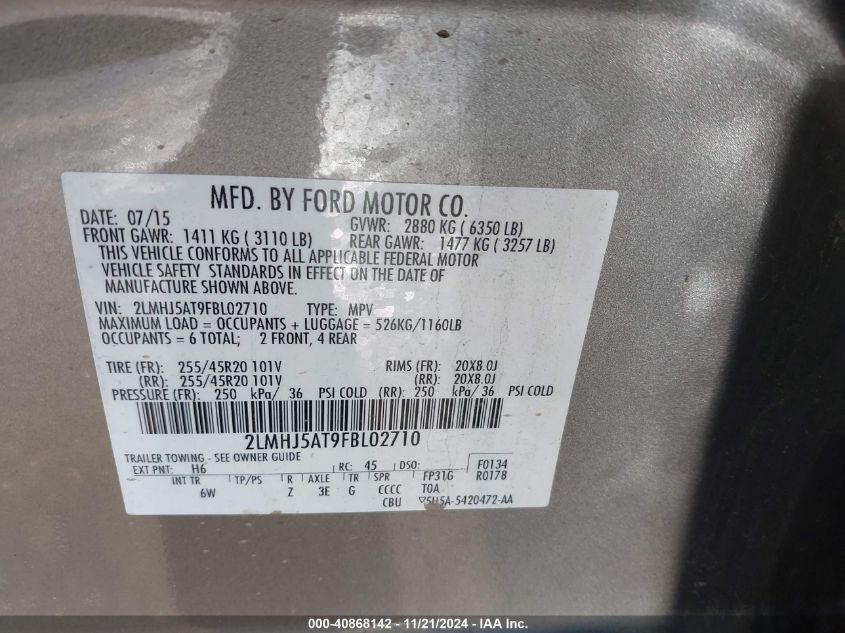 MFD. BY FORD MOTOR CO.
DATE: 07/15 GVWR: 2880 KG ( 6350 LB)
FRONT GAWR: 1411 KG ( 3110 LB) REAR GAWR: 1477 KG ( 3257 LB)
THIS VEHICLE CONFORMS TO ALL APPLICABLE FEDERAL MOTOR
VEHICLE SAFETY STANDARDS IN EFFECT ON THE DATE OF
MANUFACTURE SHOWN ABOVE.
VIN: 2LMHJ5AT9FBL02710 TYPE: MPV
MAXIMUM LOAD = OCCUPANTS + LUGGAGE = 526KG/1160LB
OCCUPANTS = 6 TOTAL; 2 FRONT, 4 REAR
TIRE (FR): 255/45R20 101V RIMS (FR): 20X8.0J
(RR): 255/45R20 101V (RR): 20X8.0J
PRESSURE (FR): 250 kPa/ 36 PSI COLD (RR): 250 kPa/ 36 PSI COLD
2LMHJ5AT9FBL02710
TRAILER TOWING - SEE OWNER GUIDE
EXT PNT: H6 RC: 45 DSO: F0134
INT TR TP/PS R AXLE TR SPR FP31G R0178
6W Z 3E G CCCC T0A
CBU 5420472-AA
000-40868142 - 11/21/2024 - IAA Inc.